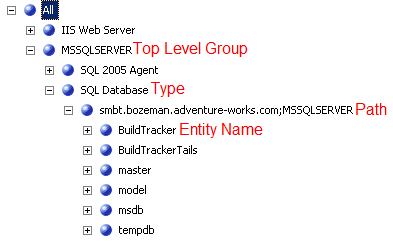 All
IIS Web Server
MSSQLSERVER Top Level Group
SQL 2005 Agent
SQL Database Type
smbt.bozeman.adventure-works.com;MSSQLSERVER Path
BuildTracker Entity Name
BuildTrackerTails
master
model
msdb
tempdb